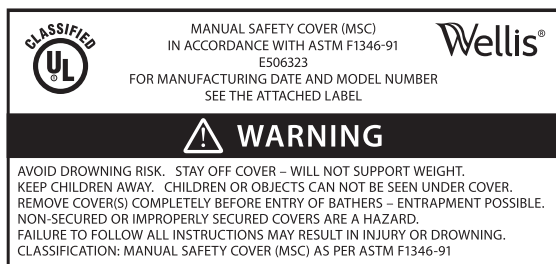 CLASSIFIED
UL
®
MANUAL SAFETY COVER (MSC)
IN ACCORDANCE WITH ASTM F1346-91
E506323
FOR MANUFACTURING DATE AND MODEL NUMBER
SEE THE ATTACHED LABEL
Wellis®
WARNING
AVOID DROWNING RISK. STAY OFF COVER – WILL NOT SUPPORT WEIGHT.
KEEP CHILDREN AWAY. CHILDREN OR OBJECTS CAN NOT BE SEEN UNDER COVER.
REMOVE COVER(S) COMPLETELY BEFORE ENTRY OF BATHERS – ENTRAPMENT POSSIBLE.
NON-SECURED OR IMPROPERLY SECURED COVERS ARE A HAZARD.
FAILURE TO FOLLOW ALL INSTRUCTIONS MAY RESULT IN INJURY OR DROWNING.
CLASSIFICATION: MANUAL SAFETY COVER (MSC) AS PER ASTM F1346-91